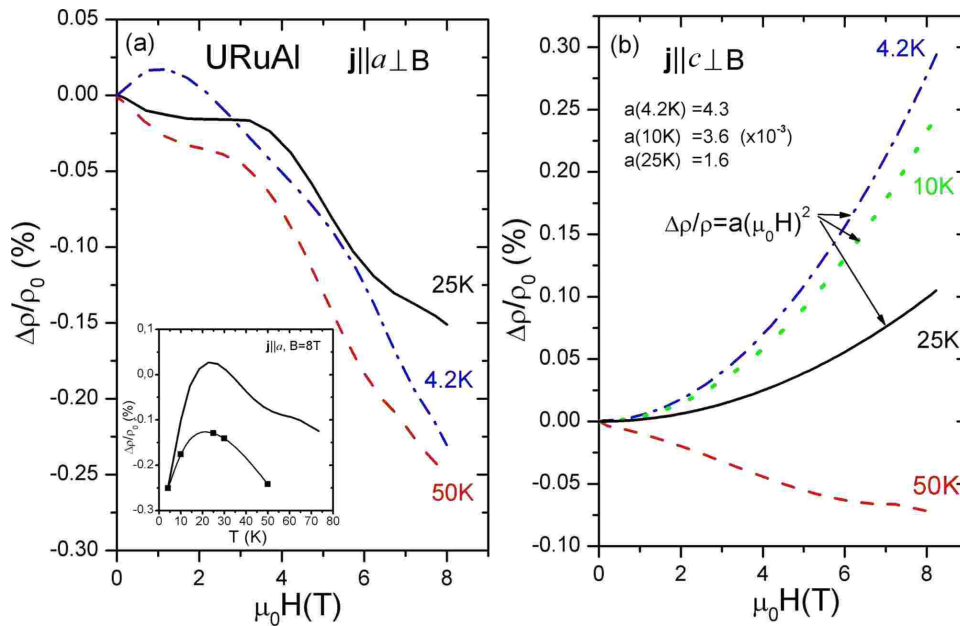 (a) URuAl j||a⊥B
0.05
0.00
-0.05
-0.10
-0.15
-0.20
-0.25
-0.30
Δρ/ρ₀ (%)
25K
4.2K
50K
0 2 4 6 8
μ₀H(T)
j||a, B=8T
0,1
0,0
-0,1
-0,2
-0,3
Δρ/ρ₀ (%)
0 10 20 30 40 50 60 70 80
T (K)
(b) j||c⊥B
4.2K
a(4.2K) =4.3
a(10K) =3.6 (x10⁻³)
a(25K) =1.6
10K
Δρ/ρ=a(μ₀H)²
25K
50K
0.30
0.25
0.20
0.15
0.10
0.05
0.00
-0.05
-0.10
Δρ/ρ₀ (%)
0 2 4 6 8
μ₀H(T)